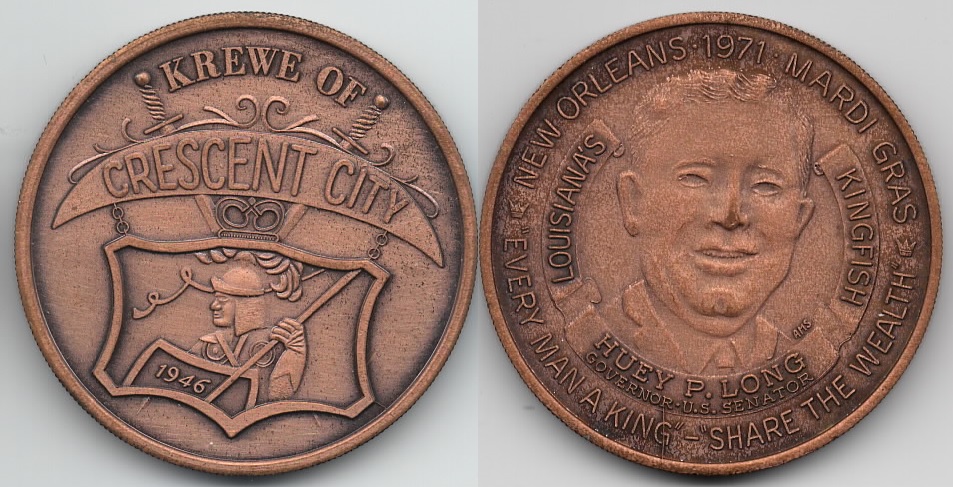 KREWE OF
CRESCENT CITY
1946
NEW ORLEANS · 1971 · MARDI GRAS
LOUISIANA'S
KINGFISH
AHS
HUEY P. LONG
GOVERNOR-U.S. SENATOR
"EVERY MAN A KING" – "SHARE THE WEALTH"